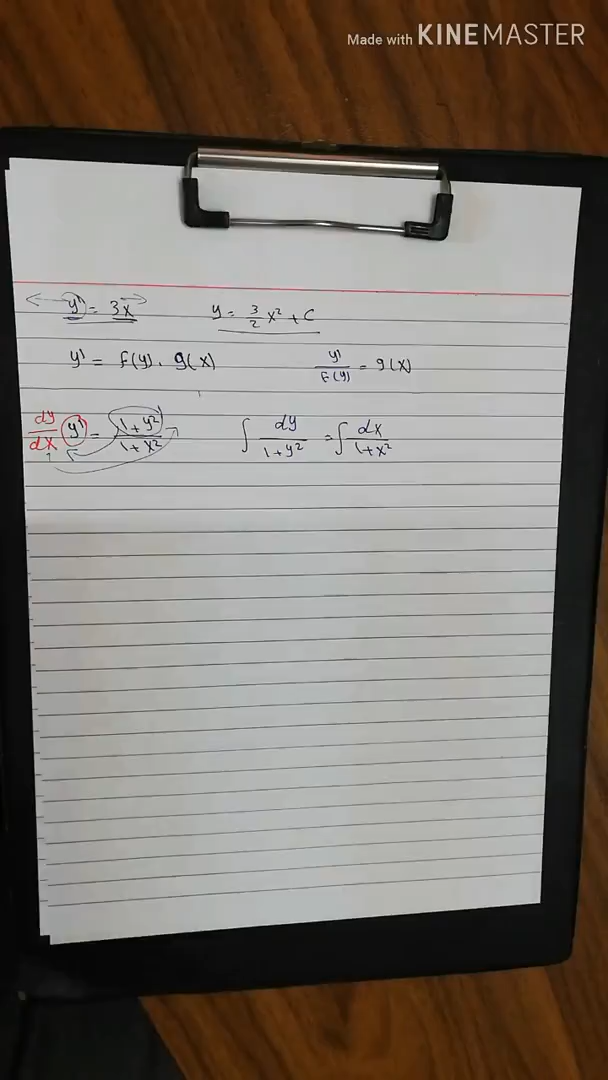 Made with KINEMASTER
y' = 3x y = 3/2 x² + C
y' = f(y) . g(x) y'/f(y) = g(x)
dy/dx y' = 1+y²/1+x² ∫ dy/1+y² = ∫ dx/1+x²